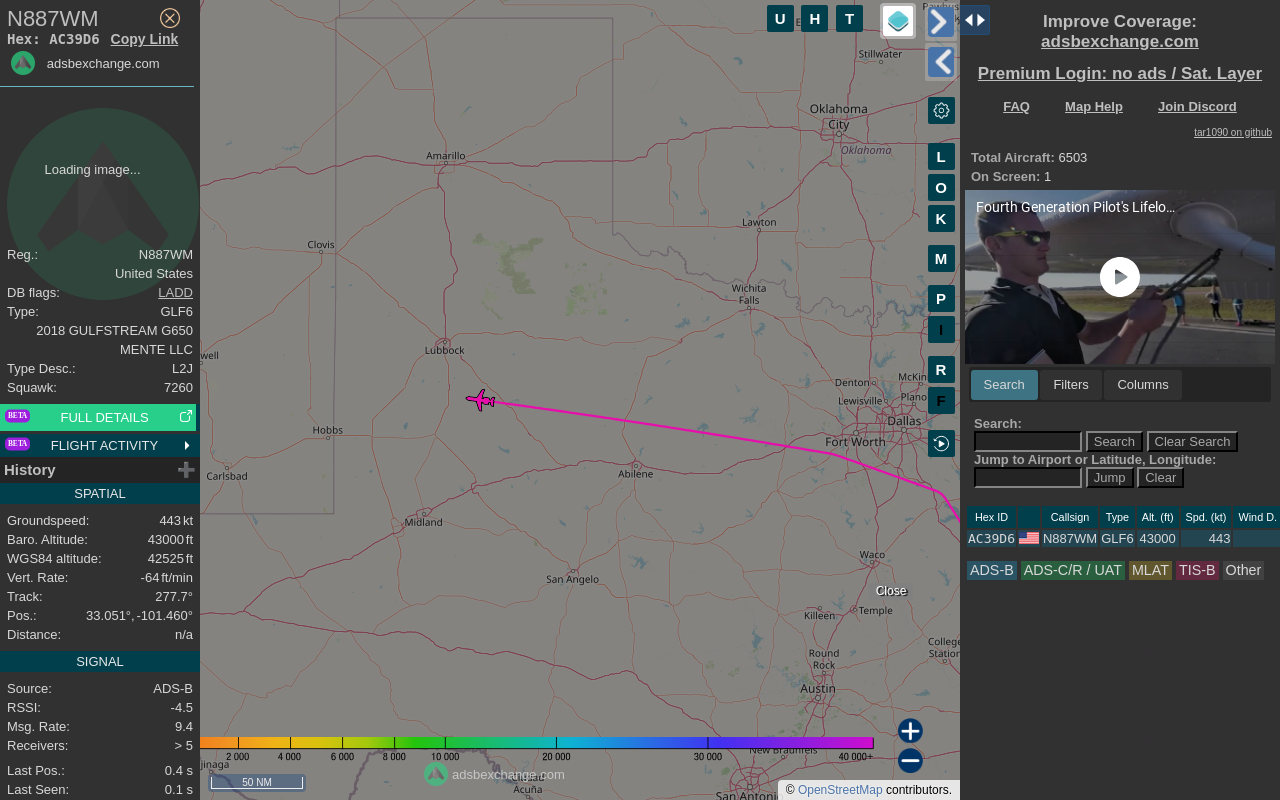 N887WM
Hex: AC39D6 Copy Link
adsbexchange.com
Loading image...
Reg.: N887WM
United States
DB flags: LADD
Type: GLF6
2018 GULFSTREAM G650
MENTE LLC
Type Desc.: L2J
Squawk: 7260
BETA FULL DETAILS
BETA FLIGHT ACTIVITY
History
SPATIAL
Groundspeed: 443 kt
Baro. Altitude: 43000 ft
WGS84 altitude: 42525 ft
Vert. Rate: -64 ft/min
Track: 277.7°
Pos.: 33.051°, -101.460°
Distance: n/a
SIGNAL
Source: ADS-B
RSSI: -4.5
Msg. Rate: 9.4
Receivers: > 5
Last Pos.: 0.4 s
Last Seen: 0.1 s
U H T
Stillwater
Oklahoma
City
Oklahoma
Amarillo
Lawton
Clovis
Wichita
Falls
well
Lubbock
Denton
McKin
Lewisville
Plano
Dallas
Fort Worth
Hobbs
Carlsbad
Abilene
Midland
Waco
San Angelo
Close
Killeen
Temple
College
Station
Round
Rock
Austin
New Braunfels
jinaga
Acuña
San Antonio
L
O
K
M
P
I
R
F
2 000 4 000 6 000 8 000 10 000 20 000 30 000 40 000+
adsbexchange.com
50 NM
© OpenStreetMap contributors.
Improve Coverage:
adsbexchange.com
Premium Login: no ads / Sat. Layer
FAQ Map Help Join Discord
tar1090 on github
Total Aircraft: 6503
On Screen: 1
Fourth Generation Pilot's Lifelo...
Search Filters Columns
Search:
Search Clear Search
Jump to Airport or Latitude, Longitude:
Jump Clear
Hex ID Callsign Type Alt. (ft) Spd. (kt) Wind D.
AC39D6 N887WM GLF6 43000 443
ADS-B ADS-C/R / UAT MLAT TIS-B Other